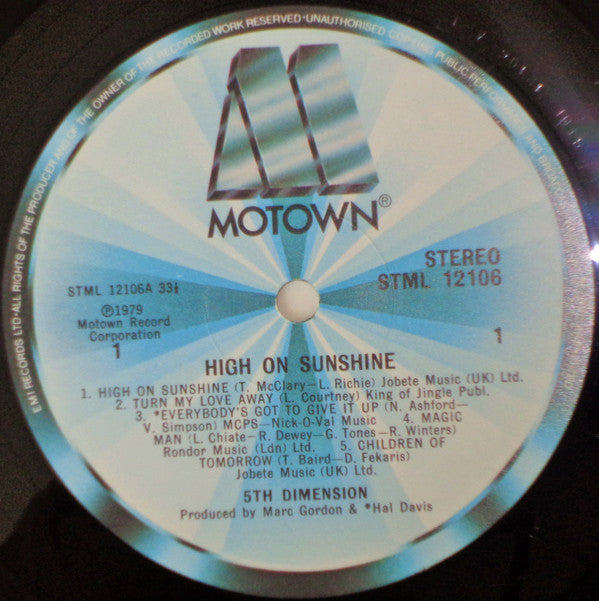 EMI RECORDS LTD·ALL RIGHTS OF THE PRODUCER AND OF THE OWNER OF THE RECORDED WORK RESERVED·UNAUTHORISED COPYING PUBLIC PERFORMANCE AND
MOTOWN®
STEREO
STML 12106
STML 12106A 33⅓
℗1979
Motown Record
Corporation
1
1
HIGH ON SUNSHINE
1. HIGH ON SUNSHINE (T. McClary—L. Richie) Jobete Music (UK) Ltd.
2. TURN MY LOVE AWAY (L. Courtney) King of Jingle Publ.
3. *EVERYBODY'S GOT TO GIVE IT UP (N. Ashford—
V. Simpson) MCPS—Nick-O-Val Music 4. MAGIC
MAN (L. Chiate—R. Dewey—G. Tones—R. Winters)
Rondor Music (Ldn) Ltd. 5. CHILDREN OF
TOMORROW (T. Baird—D. Fekaris)
Jobete Music (UK) Ltd.
5TH DIMENSION
Produced by Marc Gordon & *Hal Davis